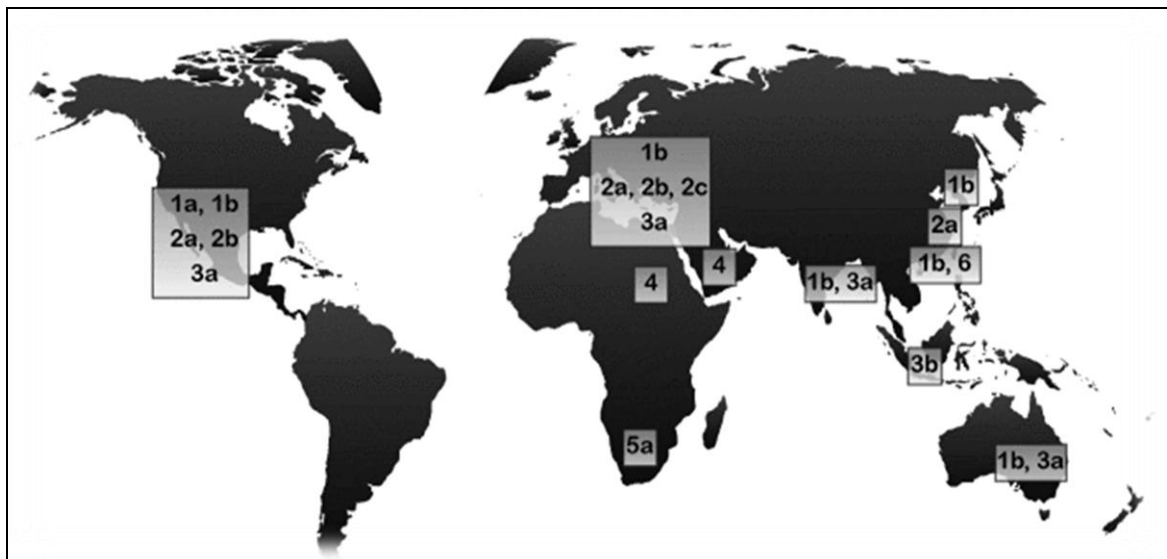 1a, 1b
2a, 2b
3a
1b
2a, 2b, 2c
3a
4
4
5a
1b
2a
1b, 6
1b, 3a
3b
1b, 3a